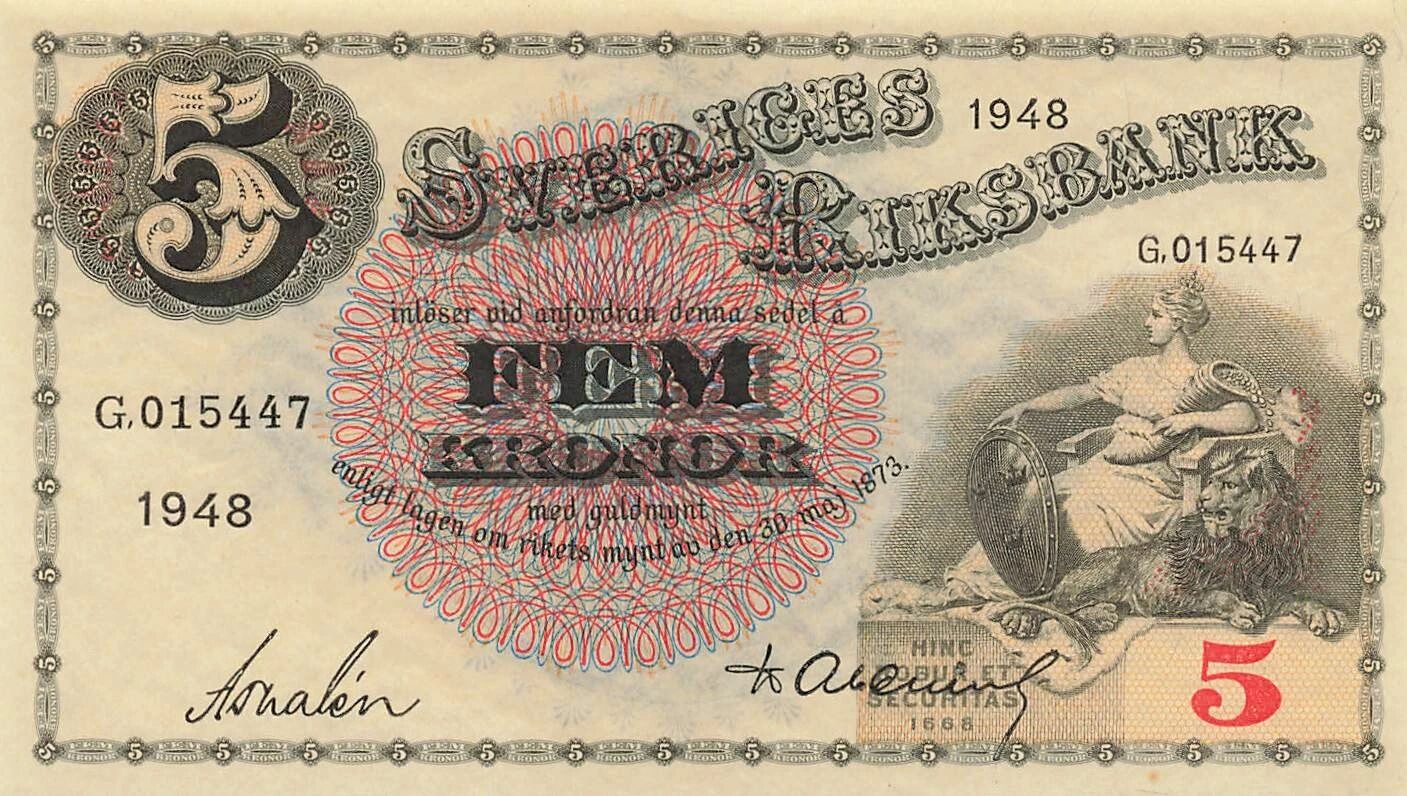 5
SVERIGES
1948
RIKSBANK
G,015447
inlöser vid anfordran denna sedel å
FEM
KRONOR
G,015447
med guldmynt
enligt lagen om rikets mynt av den 30 maj 1873.
1948
HINC
ROBUR ET
SECURITAS
1668
5